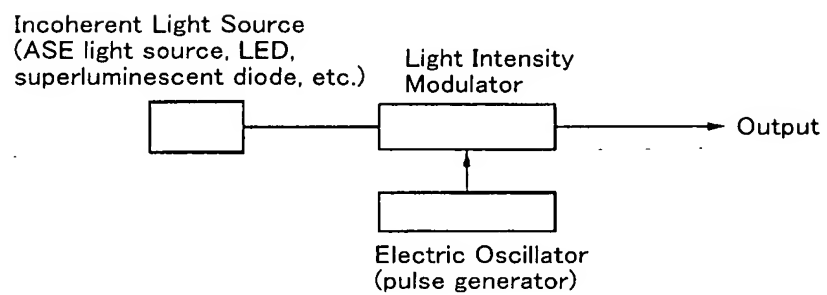 Incoherent Light Source
(ASE light source, LED,
superluminescent diode, etc.)
Light Intensity
Modulator
Output
Electric Oscillator
(pulse generator)